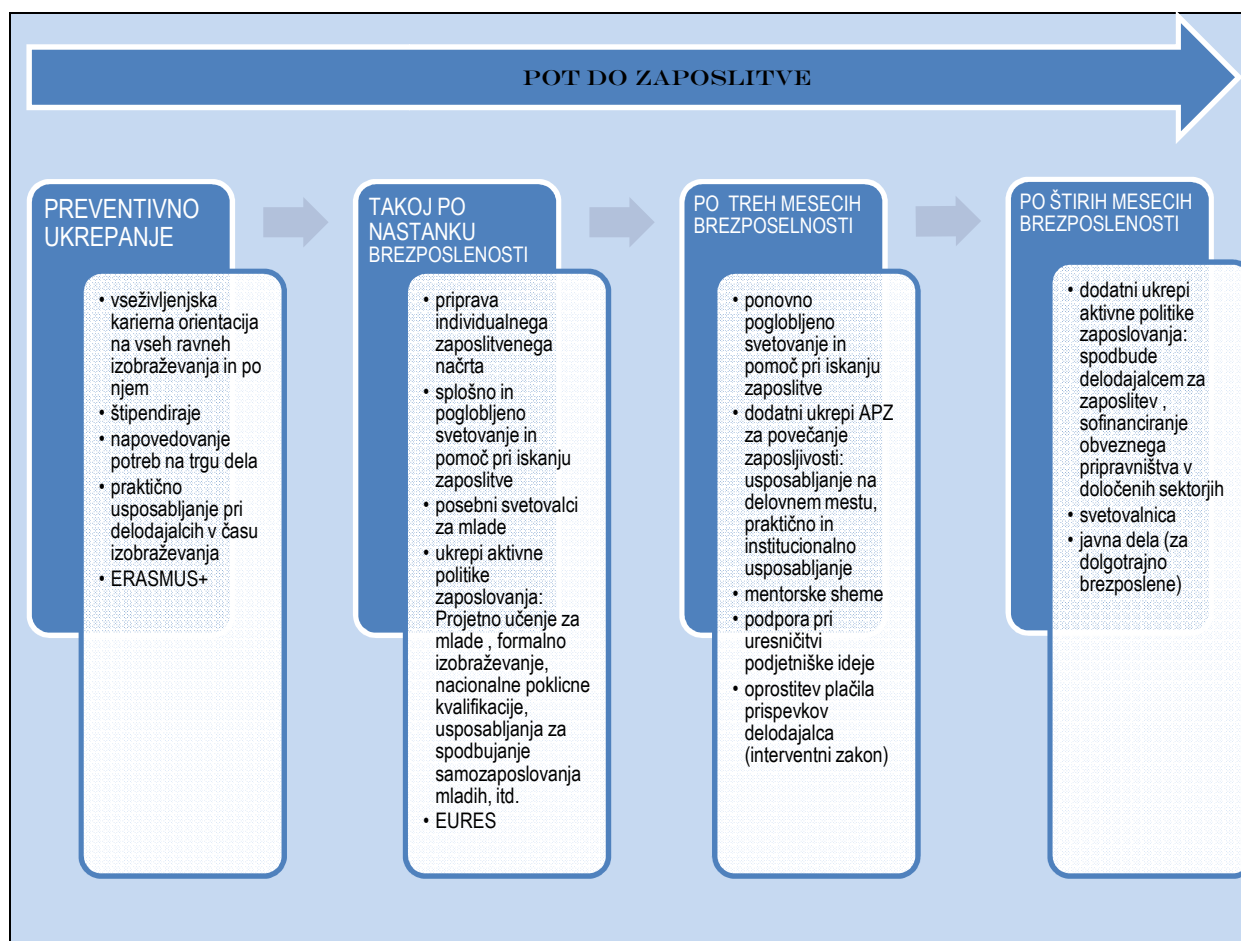 POT DO ZAPOSLITVE
PREVENTIVNO
UKREPANJE
• vseživljenjska
karierna orientacija
na vseh ravneh
izobraževanja in po
njem
• štipendiraje
• napovedovanje
potreb na trgu dela
• praktično
usposabljanje pri
delodajalcih v času
izobraževanja
• ERASMUS+
TAKOJ PO
NASTANKU
BREZPOSLENOSTI
• priprava
individualnega
zaposlitvenega
načrta
• splošno in
poglobljeno
svetovanje in
pomoč pri iskanju
zaposlitve
• posebni svetovalci
za mlade
• ukrepi aktivne
politike
zaposlovanja:
Projetno učenje za
mlade , formalno
izobraževanje,
nacionalne poklicne
kvalifikacije,
usposabljanja za
spodbujanje
samozaposlovanja
mladih, itd.
• EURES
PO TREH MESECIH
BREZPOSELNOSTI
• ponovno
poglobljeno
svetovanje in
pomoč pri iskanju
zaposlitve
• dodatni ukrepi APZ
za povečanje
zaposljivosti:
usposabljanje na
delovnem mestu,
praktično in
institucionalno
usposabljanje
• mentorske sheme
• podpora pri
uresničitvi
podjetniške ideje
• oprostitev plačila
prispevkov
delodajalca
(interventni zakon)
PO ŠTIRIH MESECIH
BREZPOSLENOSTI
• dodatni ukrepi
aktivne politike
zaposlovanja:
spodbude
delodajalcem za
zaposlitev ,
sofinanciranje
obveznega
pripravništva v
določenih sektorjih
• svetovalnica
• javna dela (za
dolgotrajno
brezposlene)